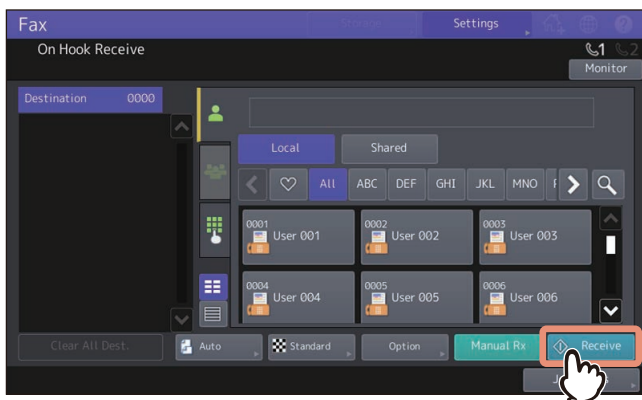 Fax
Settings
On Hook Receive
1
2
Monitor
Destination 0000
Local
Shared
All ABC DEF GHI JKL MNO
0001
User 001
0002
User 002
0003
User 003
0004
User 004
0005
User 005
0006
User 006
Clear All Dest.
Auto
Standard
Option
Manual Rx
Receive